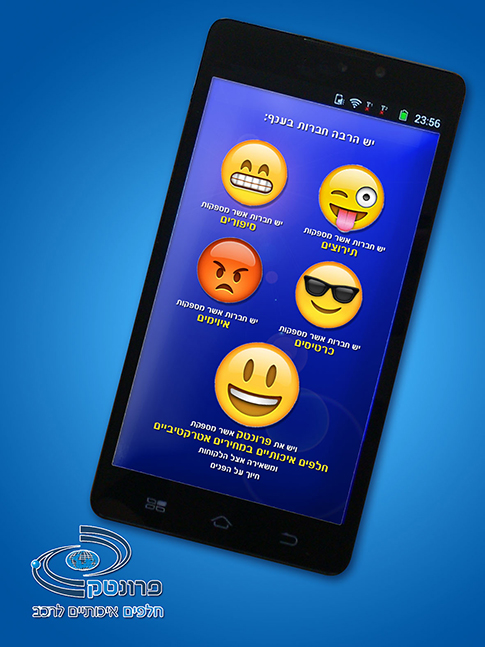 23:56
יש הרבה חברות בענף:
יש חברות אשר מספקות
תירוצים
יש חברות אשר מספקות
סיפורים
יש חברות אשר מספקות
כרטיסים
יש חברות אשר מספקות
איומים
ויש את פרונטק אשר מספקת
חלפים איכותיים במחירים אטרקטיביים
ומשאירה אצל הלקוחות
חיוך על הפנים
פרונטק
חלפים איכותיים לרכב